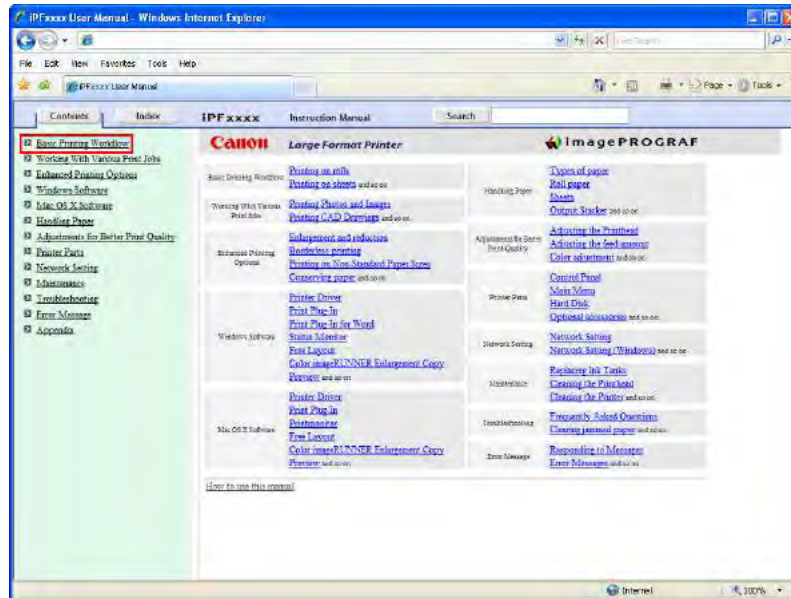 iPFxxxx User Manual - Windows Internet Explorer
File Edit View Favorites Tools Help
iPFxxxx User Manual
Page Tools
Contents Index iPFxxxx Instruction Manual Search
Basic Printing Workflow
Working With Various Print Jobs
Enhanced Printing Options
Windows Software
Mac OS X Software
Handling Paper
Adjustments for Better Print Quality
Printer Parts
Network Setting
Maintenance
Troubleshooting
Error Message
Appendix
Canon Large Format Printer imagePROGRAF
Basic Printing Workflow
Printing on rolls
Printing on sheets and so on
Working With Various
Print Jobs
Printing Photos and Images
Printing CAD Drawings and so on
Enhanced Printing
Options
Enlargement and reduction
Borderless printing
Printing on Non-Standard Paper Sizes
Conserving paper and so on
Windows Software
Printer Driver
Print Plug-In
Print Plug-In for Word
Status Monitor
Free Layout
Color imageRUNNER Enlargement Copy
Preview and so on
Mac OS X Software
Printer Driver
Print Plug-In
Printmonitor
Free Layout
Color imageRUNNER Enlargement Copy
Preview and so on
Handling Paper
Types of paper
Roll paper
Sheets
Output Stacker and so on
Adjustments for Better
Print Quality
Adjusting the Printhead
Adjusting the feed amount
Color adjustment and so on
Printer Parts
Control Panel
Main Menu
Hard Disk
Optional accessories and so on
Network Setting
Network Setting
Network Setting (Windows) and so on
Maintenance
Replacing Ink Tanks
Cleaning the Printhead
Cleaning the Printer and so on
Troubleshooting
Frequently Asked Questions
Clearing jammed paper and so on
Error Message
Responding to Messages
Error Messages and so on
How to use this manual
Internet 100%